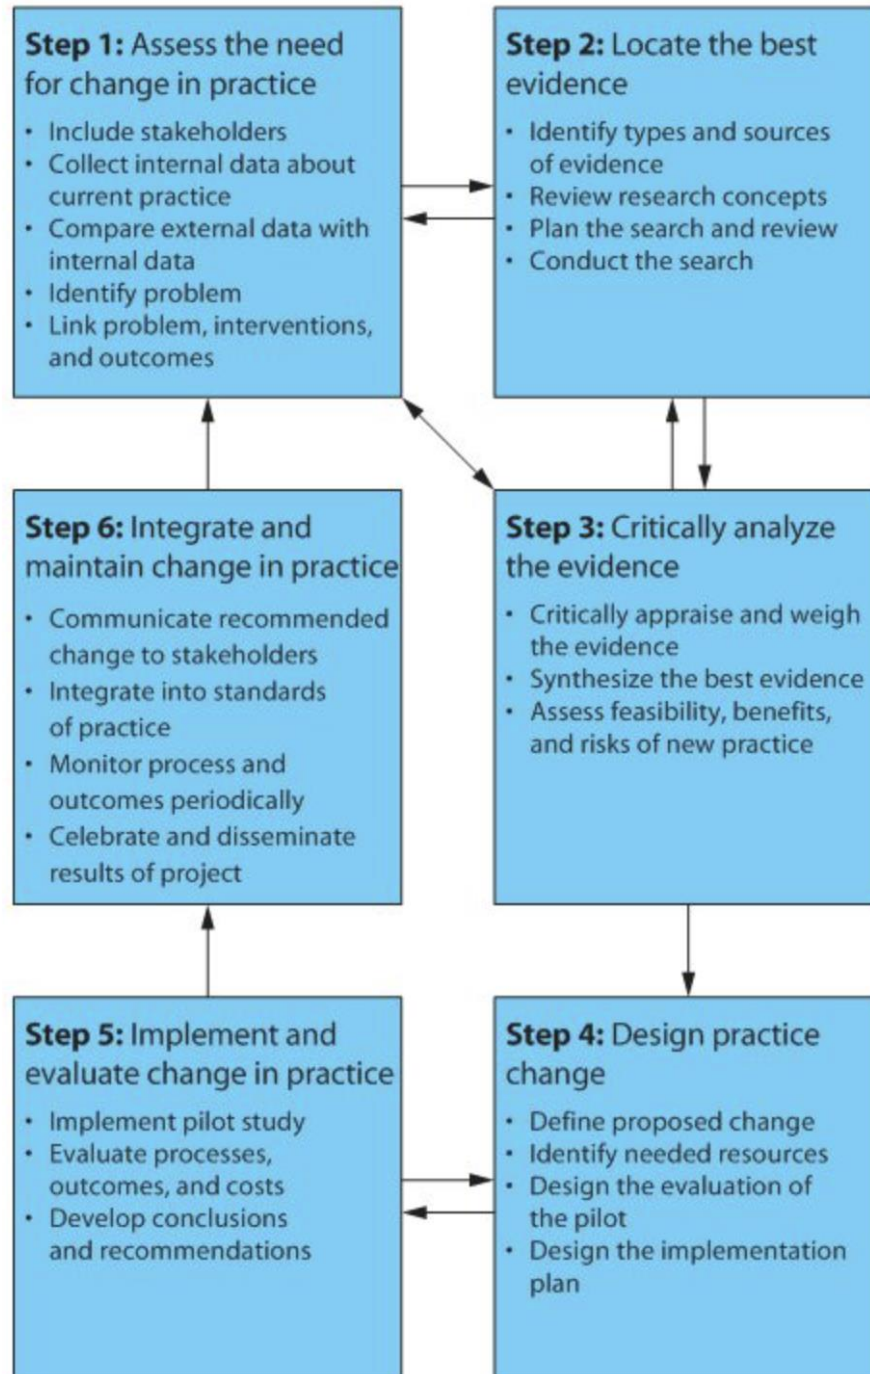 Step 1: Assess the need
for change in practice
• Include stakeholders
• Collect internal data about
current practice
• Compare external data with
internal data
• Identify problem
• Link problem, interventions,
and outcomes
Step 2: Locate the best
evidence
• Identify types and sources
of evidence
• Review research concepts
• Plan the search and review
• Conduct the search
Step 3: Critically analyze
the evidence
• Critically appraise and weigh
the evidence
• Synthesize the best evidence
• Assess feasibility, benefits,
and risks of new practice
Step 4: Design practice
change
• Define proposed change
• Identify needed resources
• Design the evaluation of
the pilot
• Design the implementation
plan
Step 5: Implement and
evaluate change in practice
• Implement pilot study
• Evaluate processes,
outcomes, and costs
• Develop conclusions
and recommendations
Step 6: Integrate and
maintain change in practice
• Communicate recommended
change to stakeholders
• Integrate into standards
of practice
• Monitor process and
outcomes periodically
• Celebrate and disseminate
results of project